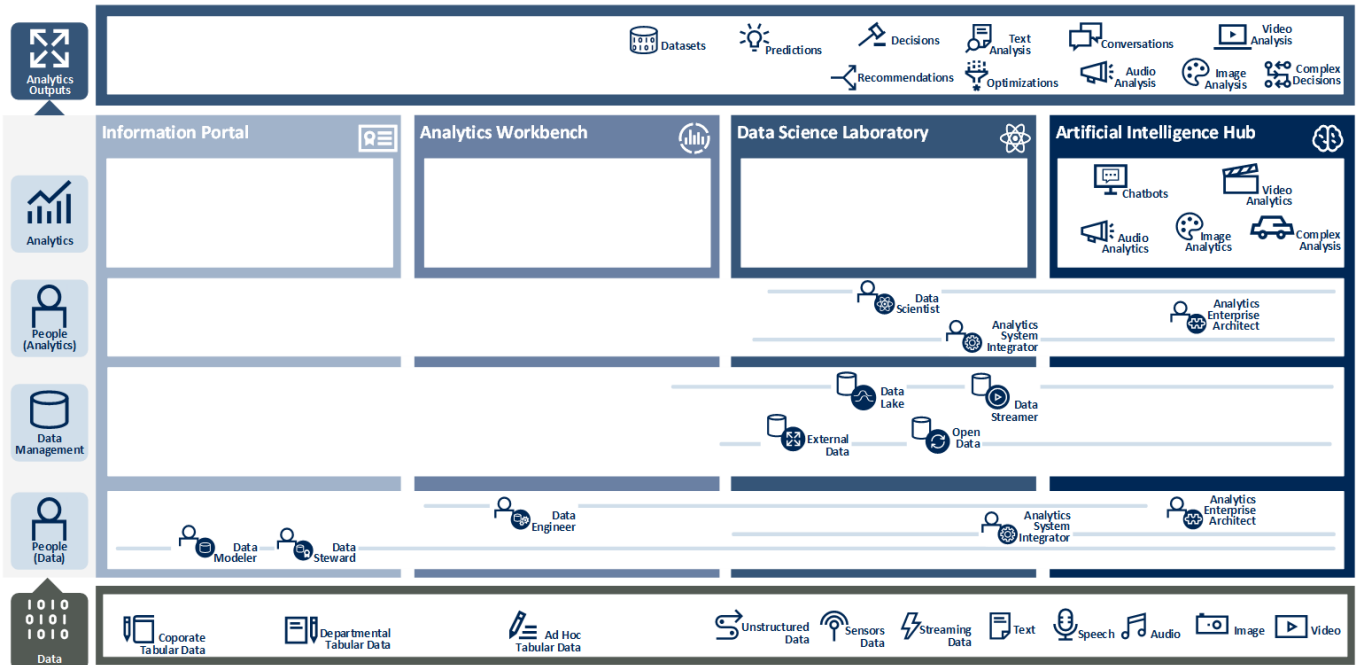 Analytics
Outputs
Datasets
Predictions
Decisions
Text
Analysis
Conversations
Video
Analysis
Recommendations
Optimizations
Audio
Analysis
Image
Analysis
Complex
Decisions
Information Portal
Analytics Workbench
Data Science Laboratory
Artificial Intelligence Hub
Analytics
Chatbots
Video
Analytics
Audio
Analytics
Image
Analytics
Complex
Analysis
People
(Analytics)
Data
Scientist
Analytics
System
Integrator
Analytics
Enterprise
Architect
Data
Management
Data
Lake
Data
Streamer
External
Data
Open
Data
People
(Data)
Data
Modeler
Data
Steward
Data
Engineer
Analytics
System
Integrator
Analytics
Enterprise
Architect
1010
0101
1010
Data
Coporate
Tabular Data
Departmental
Tabular Data
Ad Hoc
Tabular Data
Unstructured
Data
Sensors
Data
Streaming
Data
Text
Speech
Audio
Image
Video